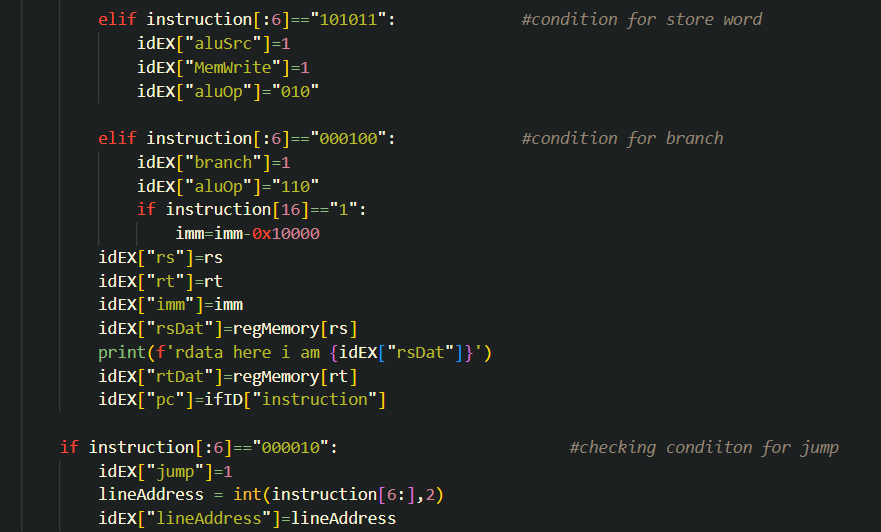 elif instruction[:6]=="101011":             #condition for store word
    idEX["aluSrc"]=1
    idEX["MemWrite"]=1
    idEX["aluOp"]="010"
elif instruction[:6]=="000100":             #condition for branch
    idEX["branch"]=1
    idEX["aluOp"]="110"
    if instruction[16]=="1":
        imm=imm-0x10000
idEX["rs"]=rs
idEX["rt"]=rt
idEX["imm"]=imm
idEX["rsDat"]=regMemory[rs]
print(f'rdata here i am {idEX["rsDat"]}')
idEX["rtDat"]=regMemory[rt]
idEX["pc"]=ifID["instruction"]
if instruction[:6]=="000010":                        #checking condiiton for jump
    idEX["jump"]=1
    lineAddress = int(instruction[6:],2)
    idEX["lineAddress"]=lineAddress